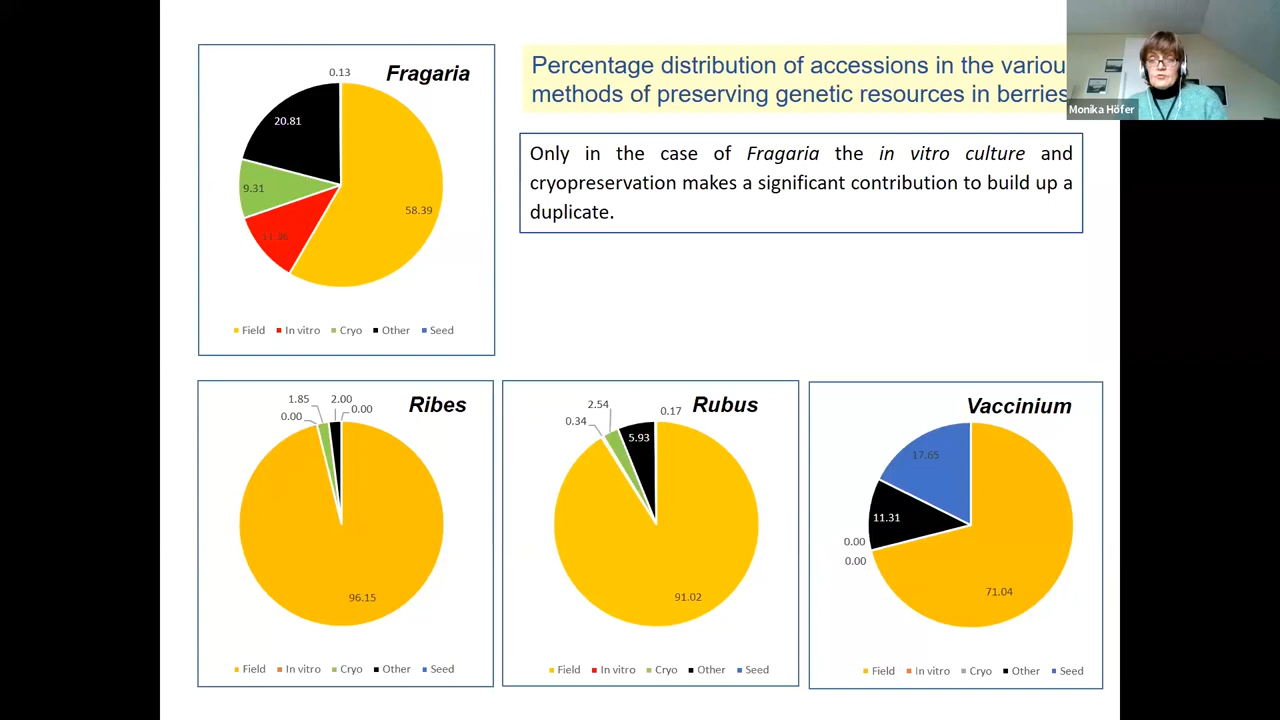 Fragaria
0.13
20.81
9.31
11.36
58.39
Field In vitro Cryo Other Seed
Percentage distribution of accessions in the variou
methods of preserving genetic resources in berries
Monika Höfer
Only in the case of Fragaria the in vitro culture and
cryopreservation makes a significant contribution to build up a
duplicate.
Ribes
1.85
2.00
0.00
0.00
96.15
Field In vitro Cryo Other Seed
Rubus
2.54
0.34
0.17
5.93
91.02
Field In vitro Cryo Other Seed
Vaccinium
17.65
11.31
0.00
0.00
71.04
Field In vitro Cryo Other Seed